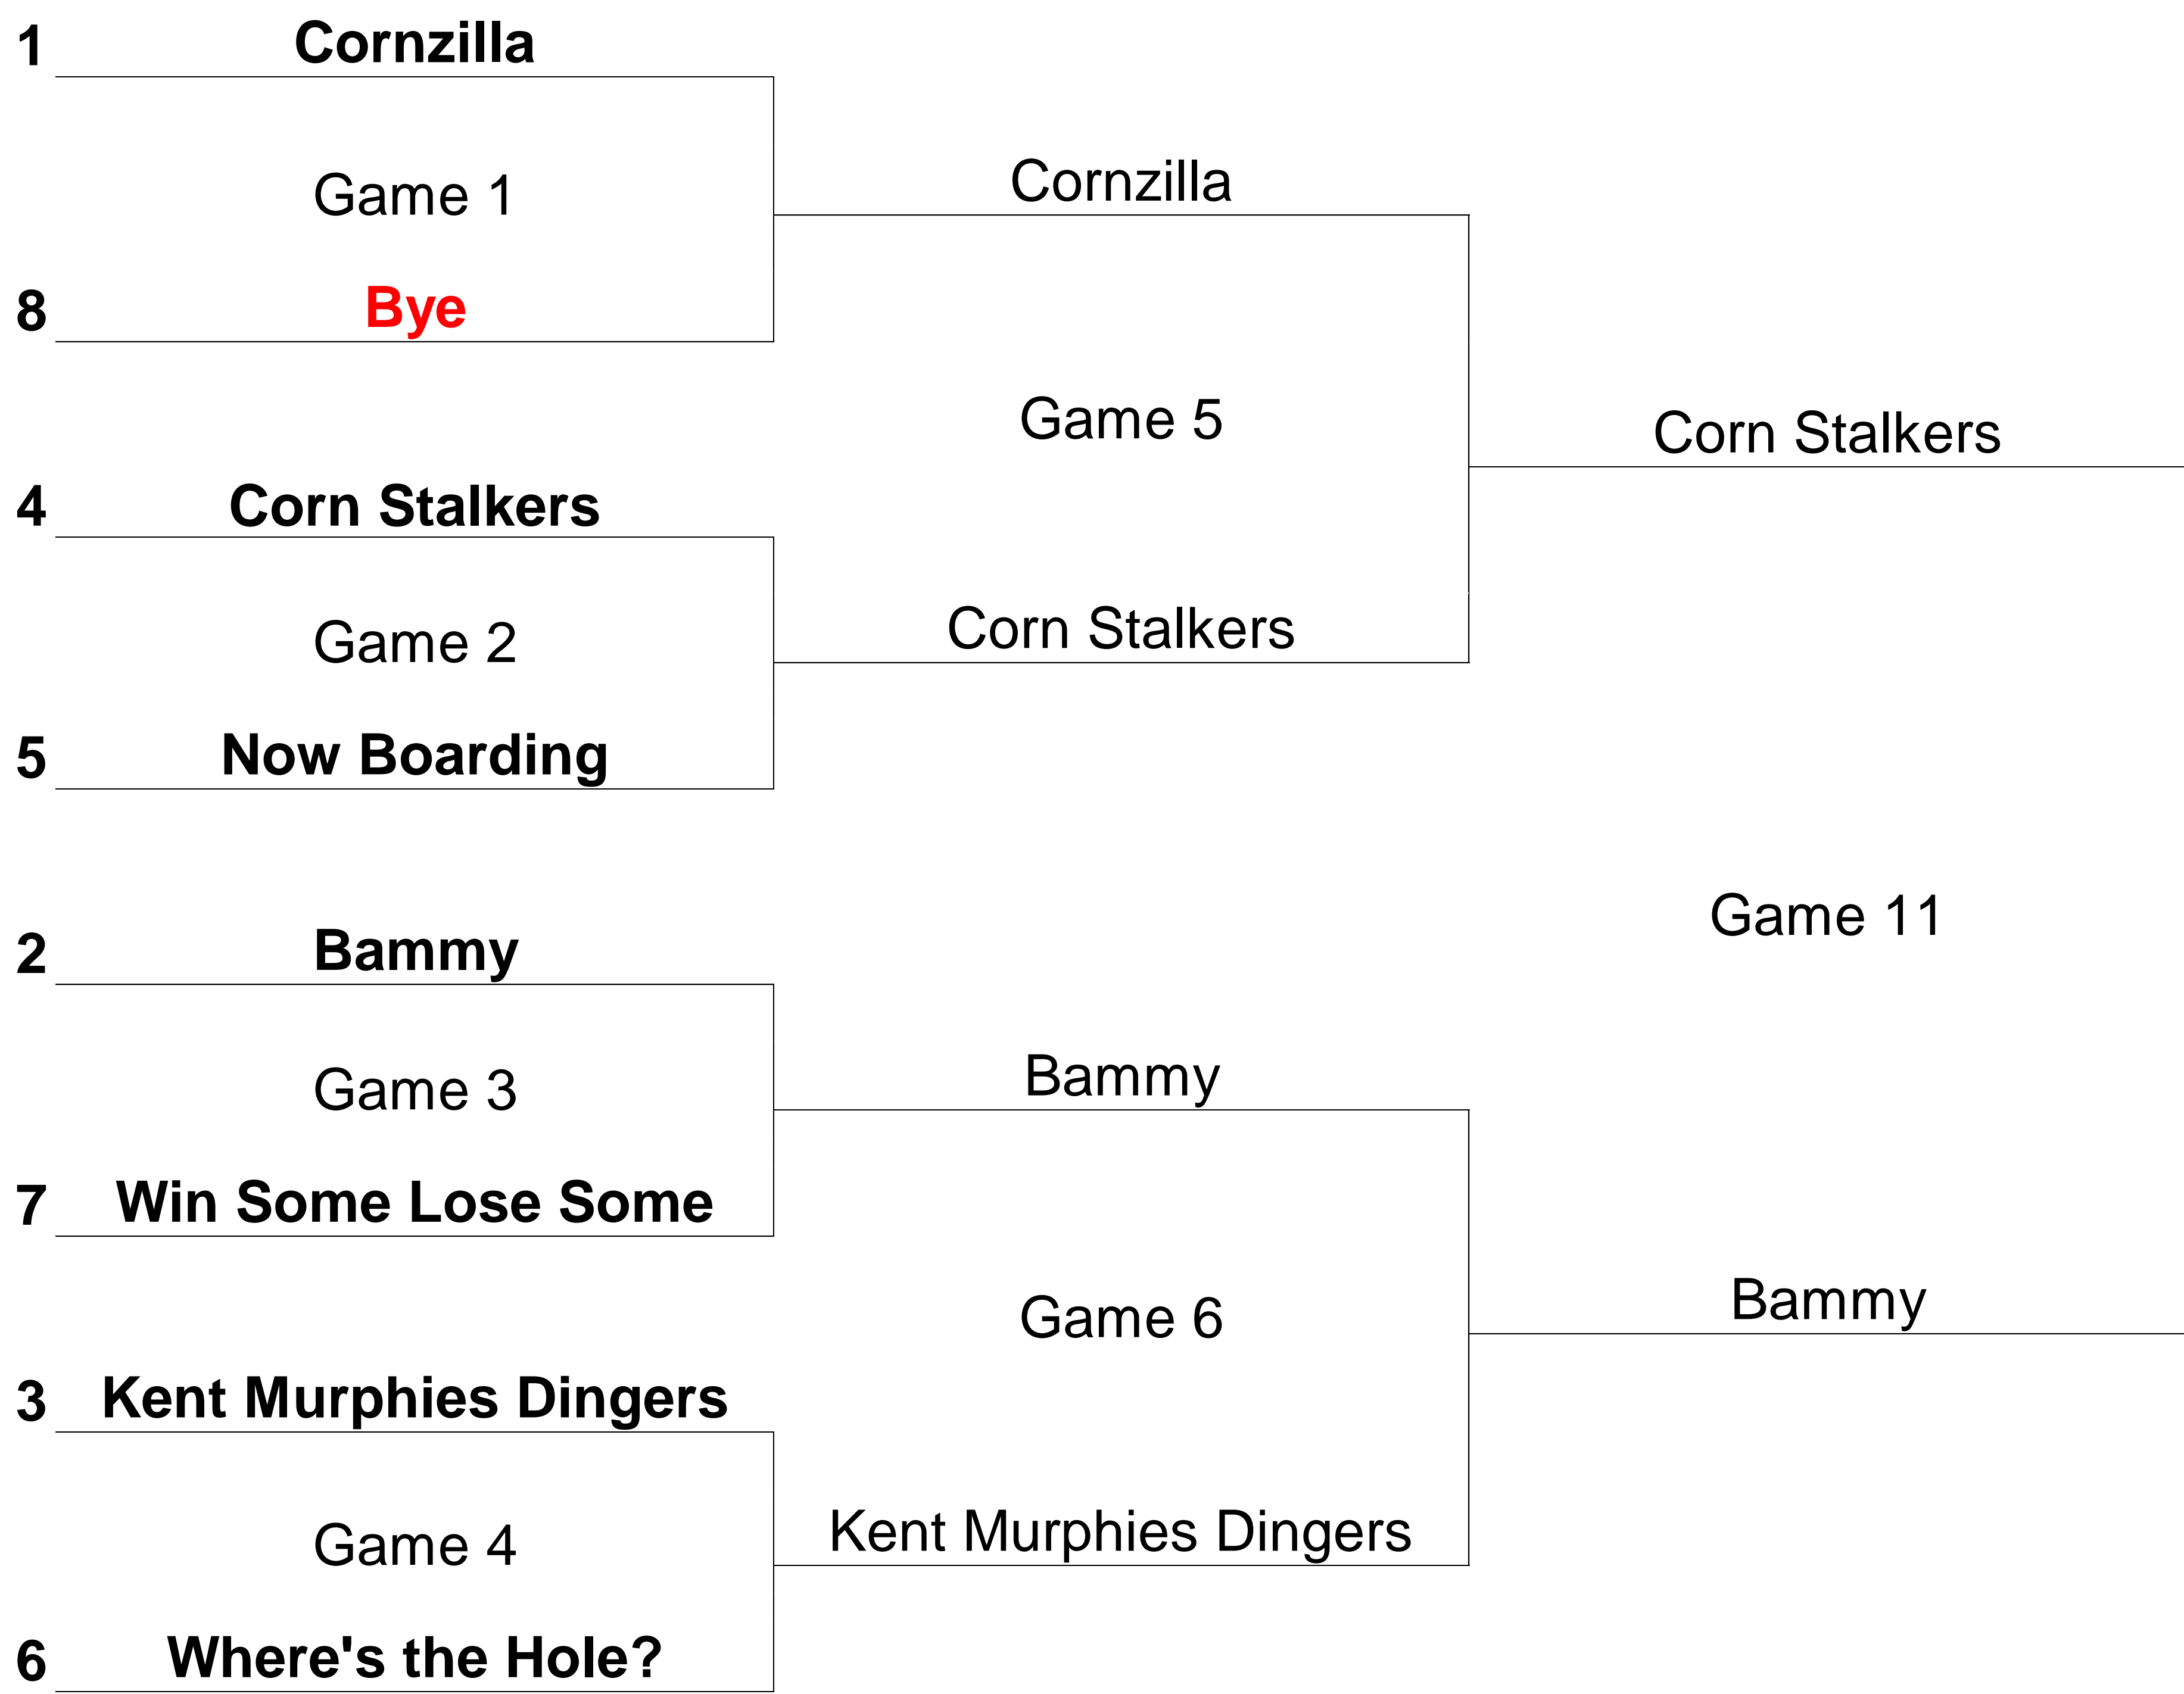 1 Cornzilla
Cornzilla
Game 1
8 Bye
Game 5
Corn Stalkers
4 Corn Stalkers
Corn Stalkers
Game 2
5 Now Boarding
Game 11
2 Bammy
Bammy
Game 3
7 Win Some Lose Some
Bammy
Game 6
3 Kent Murphies Dingers
Kent Murphies Dingers
Game 4
6 Where's the Hole?